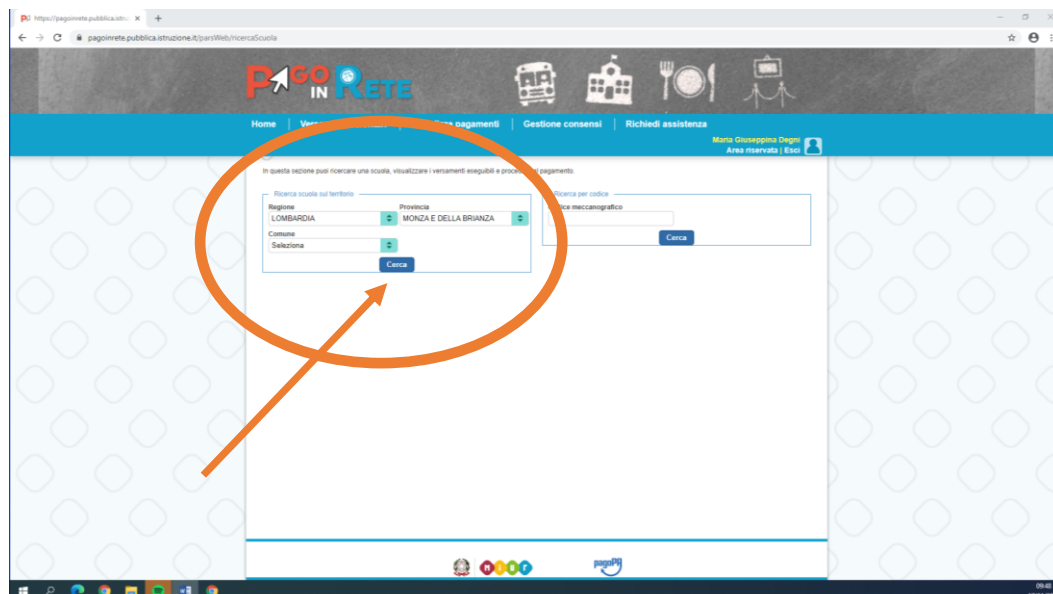 https://pagoinrete.pubblica.istru
pagoinrete.pubblica.istruzione.it/parsWeb/ricercaScuola
PAGO IN RETE
Home | Vers | pagamenti | Gestione consensi | Richiedi assistenza
Maria Giuseppina Degni
Area riservata | Esci
In questa sezione puoi ricercare una scuola, visualizzare i versamenti eseguibili e proce pagamento.
Ricerca scuola sul territorio
Regione Provincia
LOMBARDIA MONZA E DELLA BRIANZA
Comune
Seleziona
Cerca
Ricerca per codice
ice meccanografico
Cerca
miur pagoPA
09:48